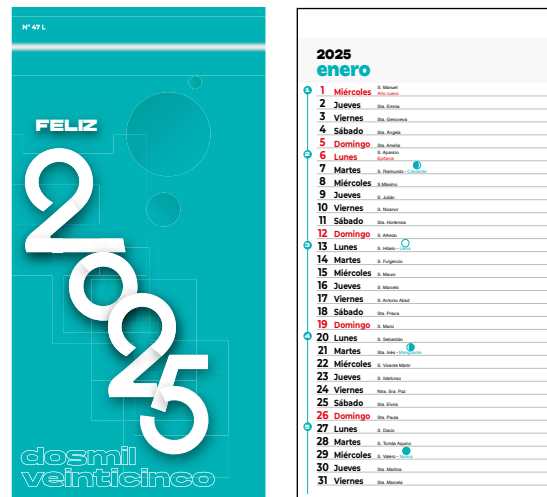 Nº 47 L
FELIZ
2025
dosmil
veinticinco
2025
enero
1 1 Miércoles S. Manuel
Año nuevo
2 Jueves Sta. Emma
3 Viernes Sta. Genoveva
4 Sábado Sta. Ángela
5 Domingo Sta. Amelia
2 6 Lunes S. Aparicio
Epifanía
7 Martes S. Raimundo - Creciente
8 Miércoles S.Máximo
9 Jueves S. Julián
10 Viernes S. Nicanor
11 Sábado Sta. Hortensia
12 Domingo S. Alfredo
3 13 Lunes S. Hilario - Llena
14 Martes S. Fulgencio
15 Miércoles S. Mauro
16 Jueves S. Marcelo
17 Viernes S. Antonio Abad
18 Sábado Sta. Prisca
19 Domingo S. Mario
4 20 Lunes S. Sebastián
21 Martes Sta. Inés - Menguante
22 Miércoles S. Vicente Mártir
23 Jueves S. Ildefonso
24 Viernes Ntra. Sra. Paz
25 Sábado Sta. Elvira
26 Domingo Sta. Paula
5 27 Lunes S. Dacio
28 Martes S. Tomás Aquino
29 Miércoles S. Valero - Nueva
30 Jueves Sta. Martina
31 Viernes Sta. Marcela